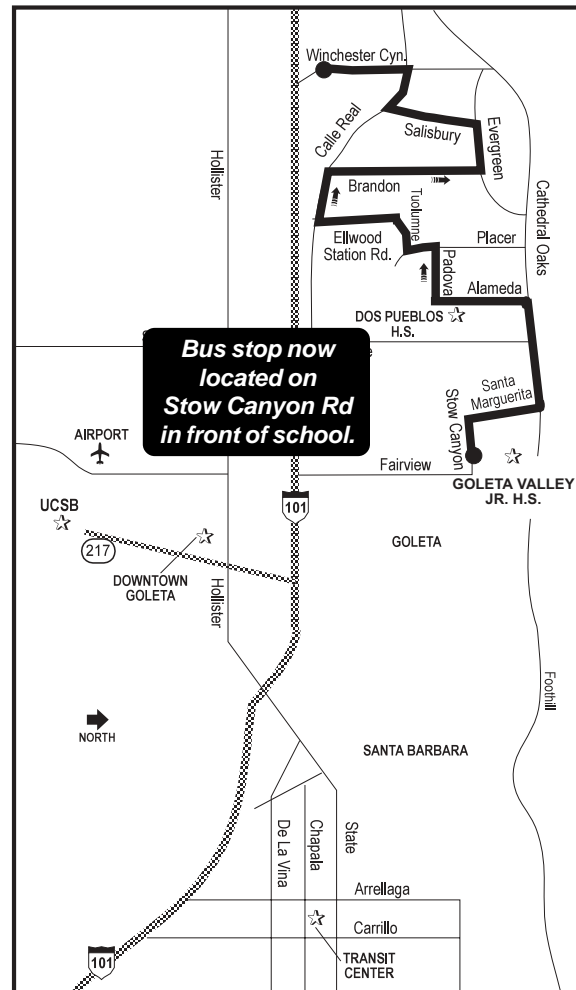 Winchester Cyn.
Calle Real
Salisbury
Evergreen
Hollister
Brandon
Tuolumne
Cathedral Oaks
Ellwood
Station Rd.
Placer
Padova
Alameda
DOS PUEBLOS
H.S.
Bus stop now
located on
Stow Canyon Rd
in front of school.
Santa
Marguerita
Stow Canyon
AIRPORT
Fairview
GOLETA VALLEY
JR. H.S.
UCSB
101
217
GOLETA
DOWNTOWN
GOLETA
Hollister
Foothill
NORTH
SANTA BARBARA
De La Vina
Chapala
State
Arrellaga
Carrillo
101
TRANSIT
CENTER